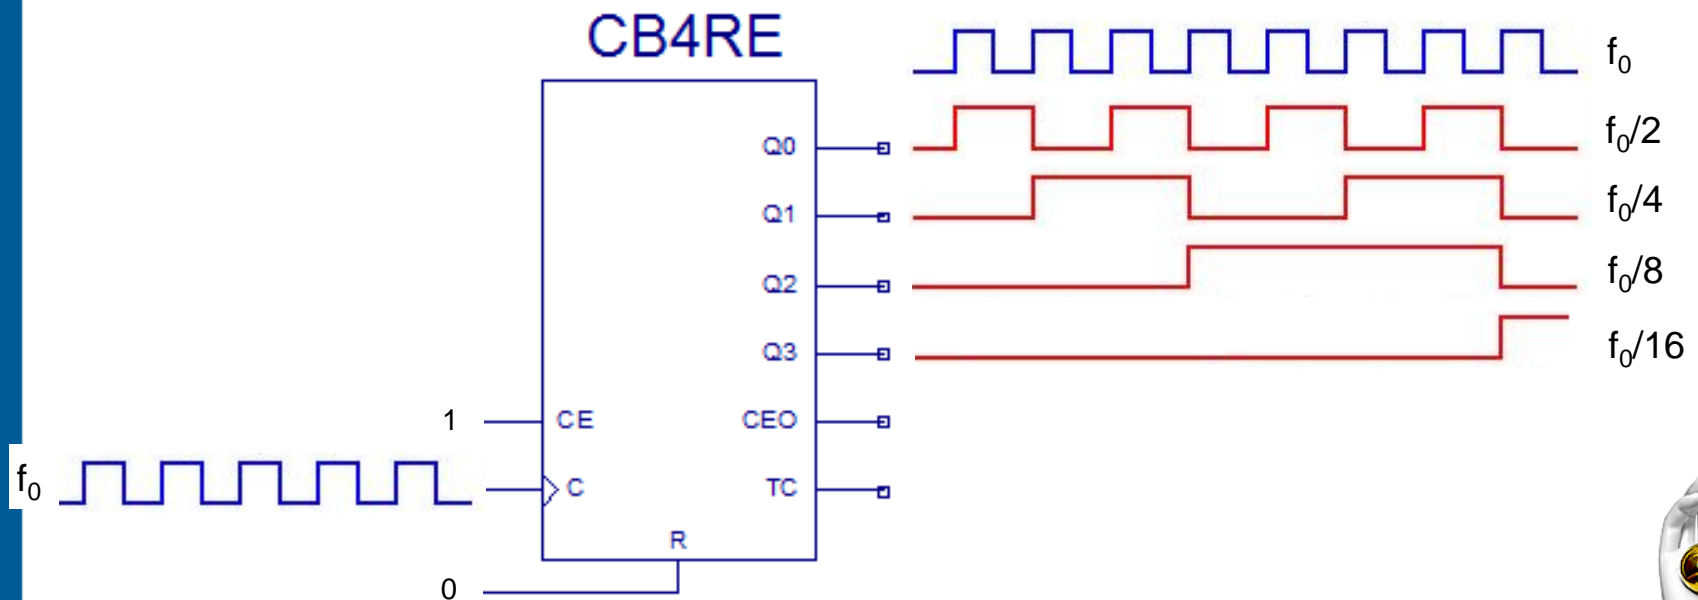 CB4RE
f₀
Q0
f₀/2
Q1
f₀/4
Q2
f₀/8
Q3
f₀/16
1
CE
CEO
f₀
C
TC
R
0